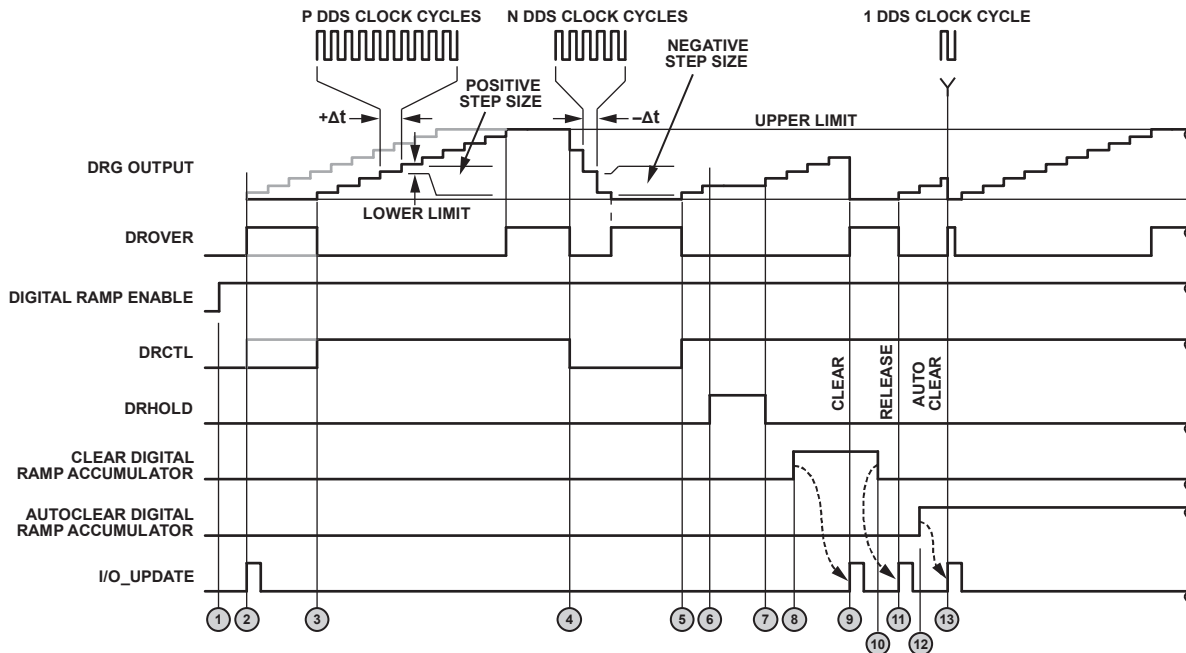 P DDS CLOCK CYCLES
N DDS CLOCK CYCLES
1 DDS CLOCK CYCLE
NEGATIVE
STEP SIZE
POSITIVE
STEP SIZE
+Δt
–Δt
UPPER LIMIT
DRG OUTPUT
LOWER LIMIT
DROVER
DIGITAL RAMP ENABLE
DRCTL
CLEAR
RELEASE
AUTO
CLEAR
DRHOLD
CLEAR DIGITAL
RAMP ACCUMULATOR
AUTOCLEAR DIGITAL
RAMP ACCUMULATOR
I/O_UPDATE
1
2
3
4
5
6
7
8
9
10
11
12
13